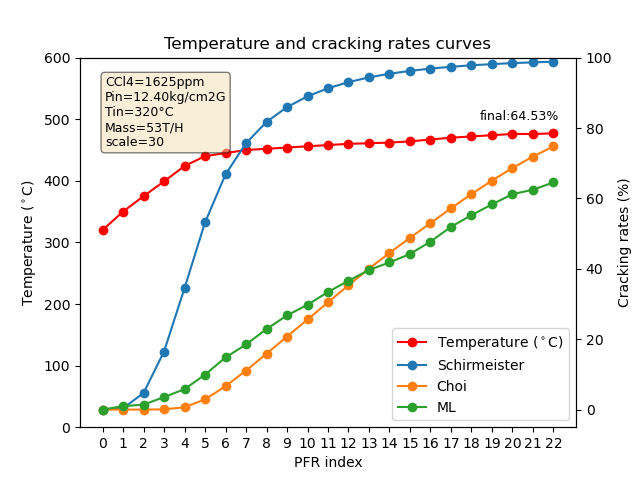 Temperature and cracking rates curves
CCl4=1625ppm
Pin=12.40kg/cm2G
Tin=320°C
Mass=53T/H
scale=30
final:64.53%
Temperature (°C)
600
500
400
300
200
100
0
Cracking rates (%)
100
80
60
40
20
0
Temperature (°C)
Schirmeister
Choi
ML
0 1 2 3 4 5 6 7 8 9 10 11 12 13 14 15 16 17 18 19 20 21 22
PFR index